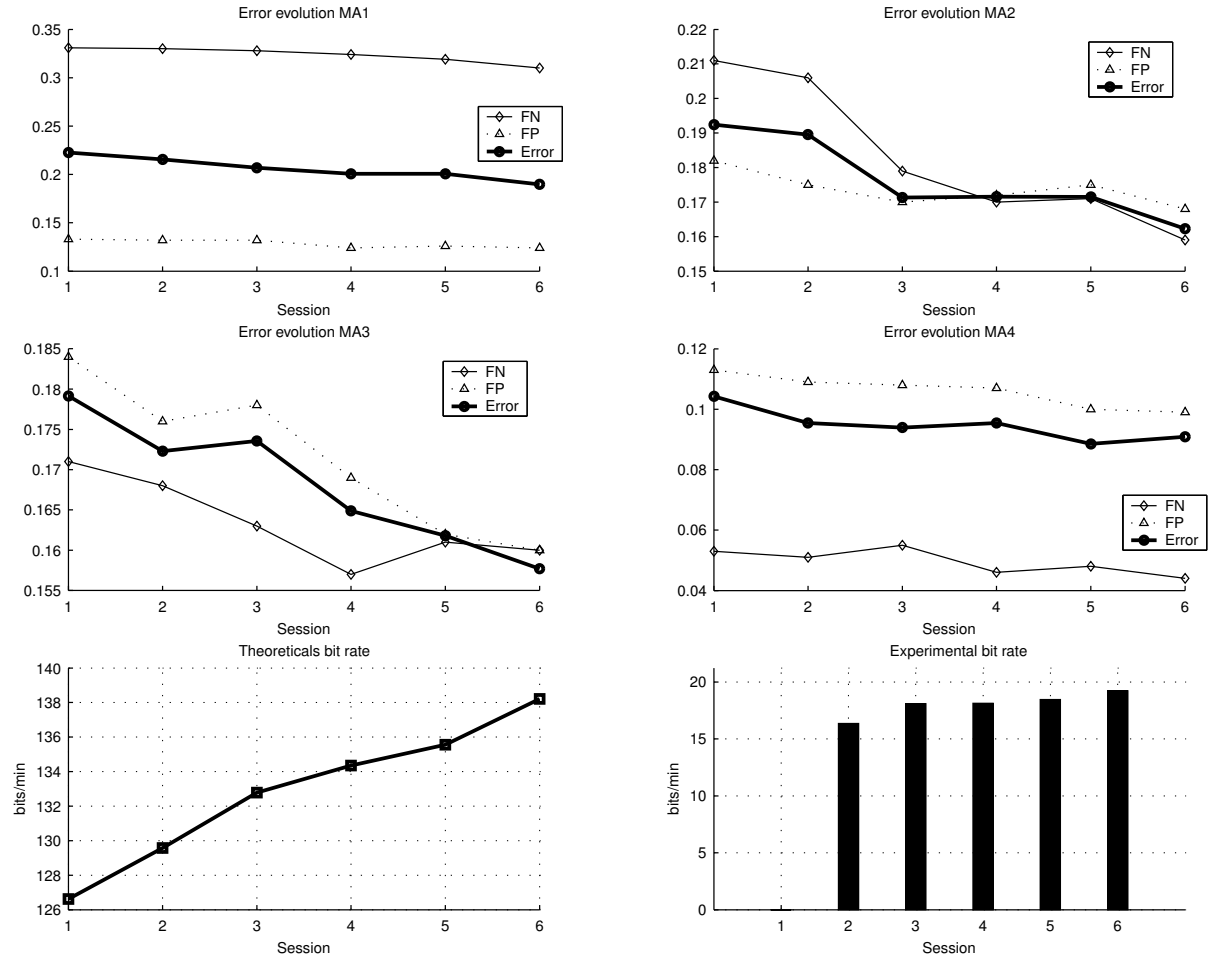 Error evolution MA1
0.35
0.3
0.25
0.2
0.15
0.1
FN
FP
Error
1 2 3 4 5 6
Session
Error evolution MA2
0.22
0.21
0.2
0.19
0.18
0.17
0.16
0.15
FN
FP
Error
1 2 3 4 5 6
Session
Error evolution MA3
0.185
0.18
0.175
0.17
0.165
0.16
0.155
FN
FP
Error
1 2 3 4 5 6
Session
Error evolution MA4
0.12
0.1
0.08
0.06
0.04
FN
FP
Error
1 2 3 4 5 6
Session
Theoreticals bit rate
140
138
136
134
132
130
128
126
bits/min
1 2 3 4 5 6
Session
Experimental bit rate
20
15
10
5
0
bits/min
1 2 3 4 5 6
Session